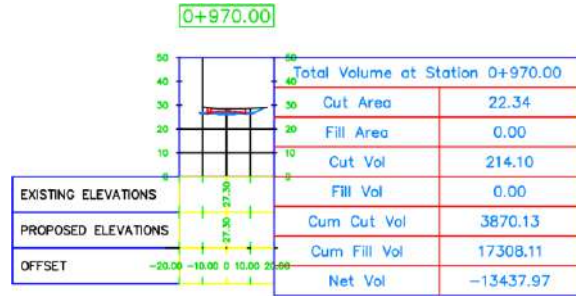 0+970.00
50 50
40 40
30 30
20 20
10 10
0 0
Total Volume at Station 0+970.00
Cut Area 22.34
Fill Area 0.00
Cut Vol 214.10
Fill Vol 0.00
Cum Cut Vol 3870.13
Cum Fill Vol 17308.11
Net Vol -13437.97
EXISTING ELEVATIONS 27.30
PROPOSED ELEVATIONS 27.30
OFFSET -20.00 -10.00 0 10.00 20.00